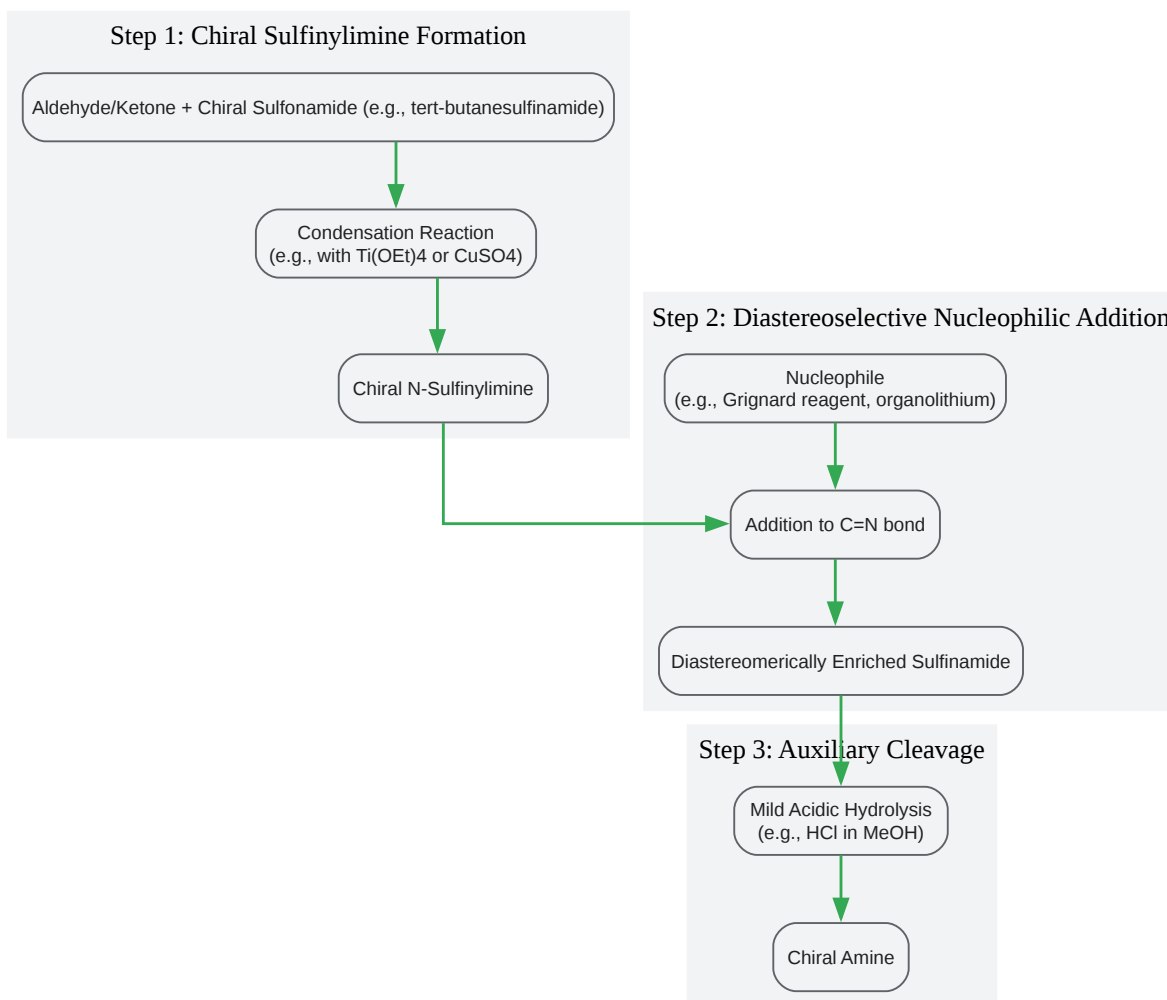 Step 1: Chiral Sulfinylimine Formation
Aldehyde/Ketone + Chiral Sulfonamide (e.g., tert-butanesulfinamide)
Condensation Reaction
(e.g., with Ti(OEt)4 or CuSO4)
Chiral N-Sulfinylimine
Step 2: Diastereoselective Nucleophilic Addition
Nucleophile
(e.g., Grignard reagent, organolithium)
Addition to C=N bond
Diastereomerically Enriched Sulfinamide
Step 3: Auxiliary Cleavage
Mild Acidic Hydrolysis
(e.g., HCl in MeOH)
Chiral Amine